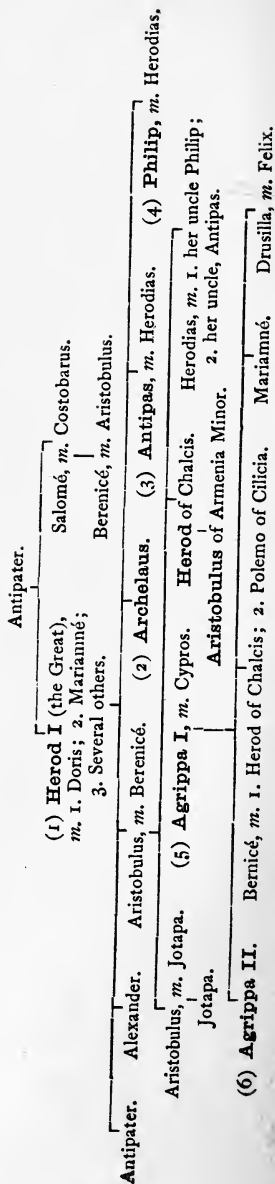 Antipater.
(1) Herod I (the Great), Salomé, m. Costobarus.
m. 1. Doris; 2. Mariamné;
3. Several others. Berenicé, m. Aristobulus.
Antipater. Alexander. Aristobulus, m. Berenicé. (2) Archelaus. (3) Antipas, m. Herodias. (4) Philip, m. Herodias.
Aristobulus, m. Jotapa. (5) Agrippa I, m. Cypros. Herod of Chalcis. Herodias, m. 1. her uncle Philip;
2. her uncle, Antipas.
Jotapa. Aristobulus of Armenia Minor.
(6) Agrippa II. Bernicé, m. 1. Herod of Chalcis; 2. Polemo of Cilicia. Mariamné. Drusilla, m. Felix.